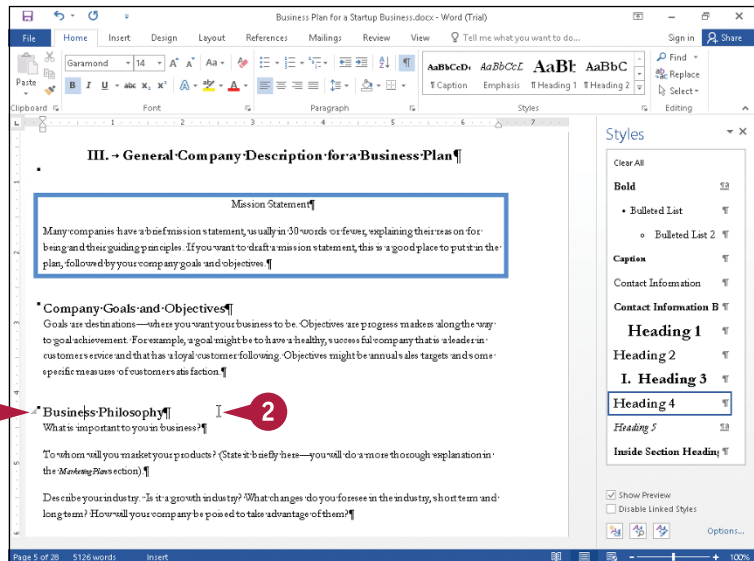 Business Plan for a Startup Business.docx - Word (Trial)
File Home Insert Design Layout References Mailings Review View Tell me what you want to do... Sign in Share
Garamond 14 A A Aa
Find
Replace
Select
Paste
B I U abc x₂ x² A A
AaBbCcD AaBbCcL AaBb AaBbC
¶ Caption Emphasis ¶ Heading 1 ¶ Heading 2
Clipboard Font Paragraph Styles Editing
1 2 3 4 5 6 7
Styles
III. → General·Company·Description·for·a·Business·Plan¶
Mission·Statement¶
Many·companies·have·a·brief·mission·statement,·usually·in·30·words·or·fewer,·explaining·their·reason·for·
being·and·their·guiding·principles.·If·you·want·to·draft·a·mission·statement,·this·is·a·good·place·to·put·it·in·the·
plan,·followed·by·your·company·goals·and·objectives.¶
Company·Goals·and·Objectives¶
Goals·are·destinations—where·you·want·your·business·to·be.·Objectives·are·progress·markers·along·the·way·
to·goal·achievement.·For·example,·a·goal·might·be·to·have·a·healthy,·successful·company·that·is·a·leader·in·
customer·service·and·that·has·a·loyal·customer·following.·Objectives·might·be·annual·sales·targets·and·some·
specific·measures·of·customer·satisfaction.¶
Business·Philosophy¶
2
What·is·important·to·you·in·business?¶
To·whom·will·you·market·your·products?·(State·it·briefly·here—you·will·do·a·more·thorough·explanation·in·
the·Marketing·Plan·section).¶
Describe·your·industry.·Is·it·a·growth·industry?·What·changes·do·you·foresee·in·the·industry,·short·term·and·
long·term?·How·will·your·company·be·poised·to·take·advantage·of·them?¶
Clear All
Bold
• Bulleted List ¶
o Bulleted List 2 ¶
Caption ¶
Contact Information ¶
Contact Information B ¶
Heading 1 ¶
Heading 2 ¶
I. Heading 3 ¶
Heading 4 ¶
Heading 5
Inside Section Heading ¶
Show Preview
Disable Linked Styles
Options...
Page 5 of 28 5126 words Insert 100%